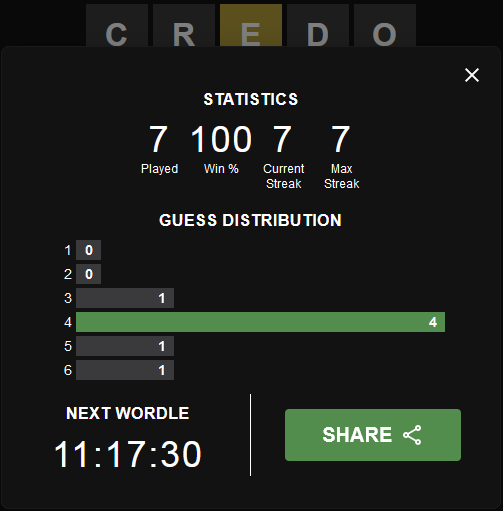 C R E D O
STATISTICS
7 100 7 7
Played Win % Current Streak Max Streak
GUESS DISTRIBUTION
1 0
2 0
3 1
4 4
5 1
6 1
NEXT WORDLE
11:17:30
SHARE